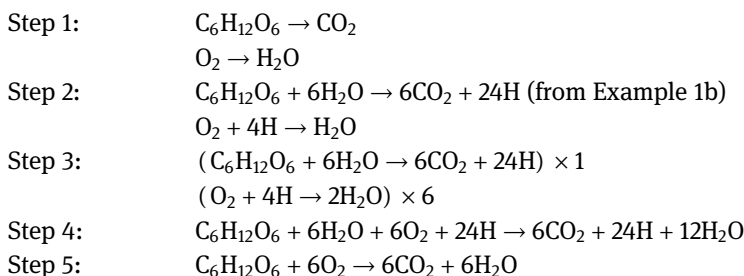 Step 1: C₆H₁₂O₆ → CO₂
O₂ → H₂O
Step 2: C₆H₁₂O₆ + 6H₂O → 6CO₂ + 24H (from Example 1b)
O₂ + 4H → H₂O
Step 3: (C₆H₁₂O₆ + 6H₂O → 6CO₂ + 24H) × 1
(O₂ + 4H → 2H₂O) × 6
Step 4: C₆H₁₂O₆ + 6H₂O + 6O₂ + 24H → 6CO₂ + 24H + 12H₂O
Step 5: C₆H₁₂O₆ + 6O₂ → 6CO₂ + 6H₂O